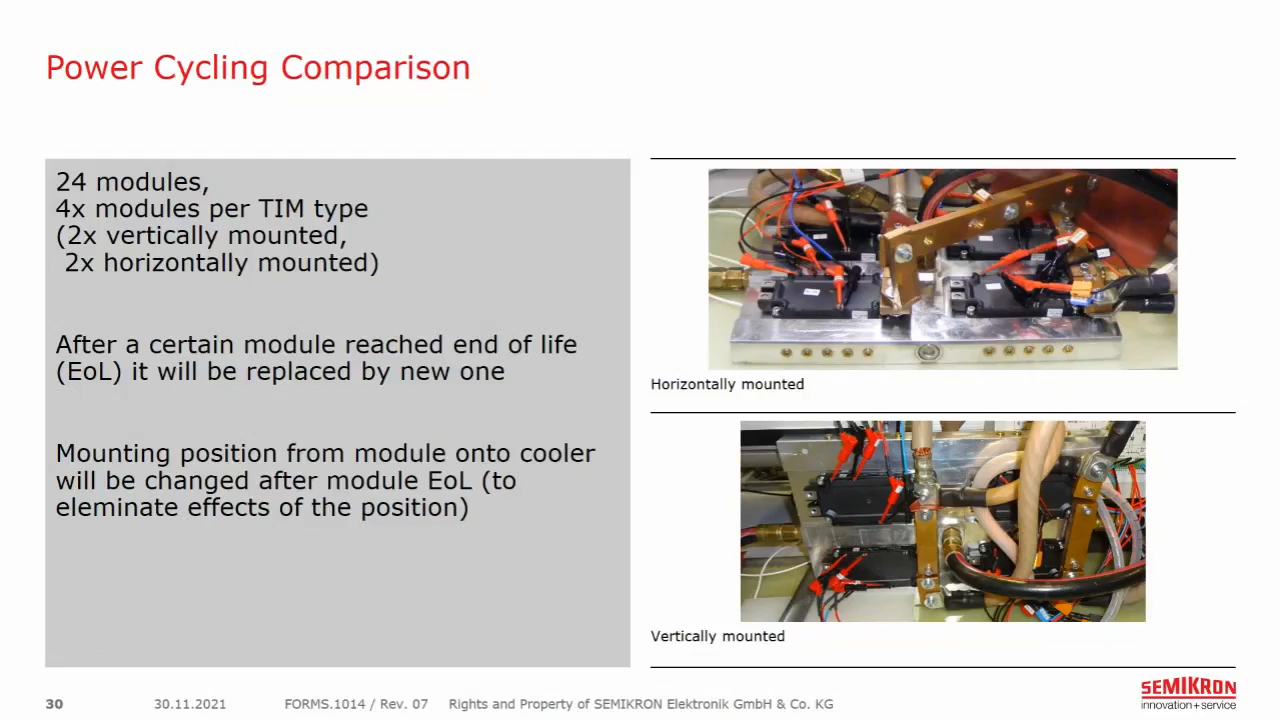 Power Cycling Comparison
24 modules,
4x modules per TIM type
(2x vertically mounted,
2x horizontally mounted)
After a certain module reached end of life
(EoL) it will be replaced by new one
Mounting position from module onto cooler
will be changed after module EoL (to
eleminate effects of the position)
Horizontally mounted
Vertically mounted
30 30.11.2021 FORMS.1014 / Rev. 07 Rights and Property of SEMIKRON Elektronik GmbH & Co. KG
SEMIKRON
innovation+service